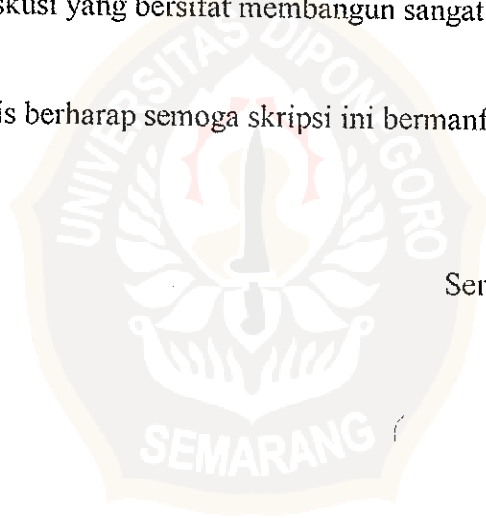 skusi yang bersifat membangun sangat
is berharap semoga skripsi ini bermanf
Ser
UNIVERSITAS DIPONEGORO
SEMARANG